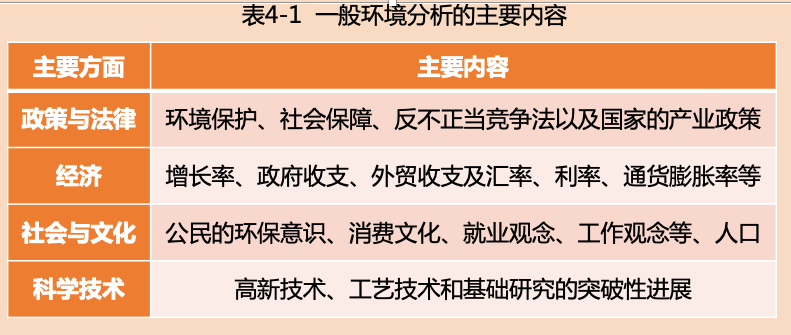 表4-1 一般环境分析的主要内容
主要方面 主要内容
政策与法律 环境保护、社会保障、反不正当竞争法以及国家的产业政策
经济 增长率、政府收支、外贸收支及汇率、利率、通货膨胀率等
社会与文化 公民的环保意识、消费文化、就业观念、工作观念等、人口
科学技术 高新技术、工艺技术和基础研究的突破性进展